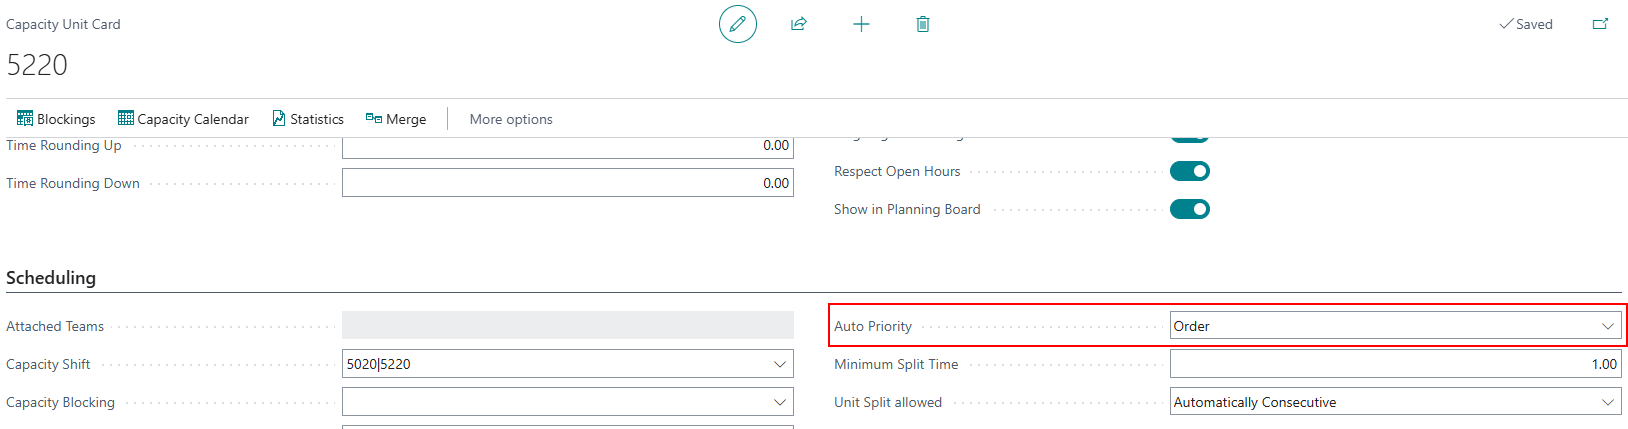 Capacity Unit Card
Saved
5220
Blockings Capacity Calendar Statistics Merge More options
Time Rounding Up 0.00
Time Rounding Down 0.00
Respect Open Hours
Show in Planning Board
Scheduling
Attached Teams
Capacity Shift 5020|5220
Capacity Blocking
Auto Priority Order
Minimum Split Time 1.00
Unit Split allowed Automatically Consecutive